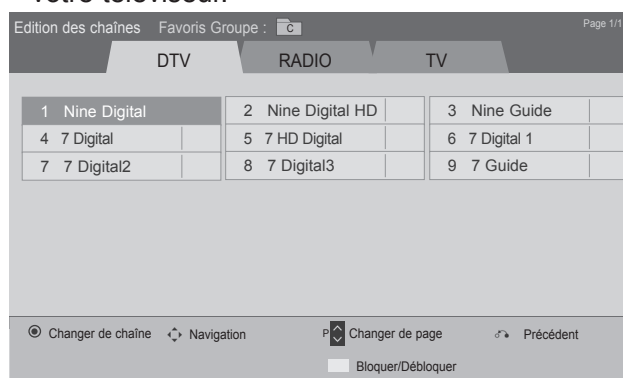 Edition des chaînes Favoris Groupe : C Page 1/1
DTV RADIO TV
1 Nine Digital 2 Nine Digital HD 3 Nine Guide
4 7 Digital 5 7 HD Digital 6 7 Digital 1
7 7 Digital2 8 7 Digital3 9 7 Guide
Changer de chaîne Navigation P Changer de page Précédent
Bloquer/Débloquer